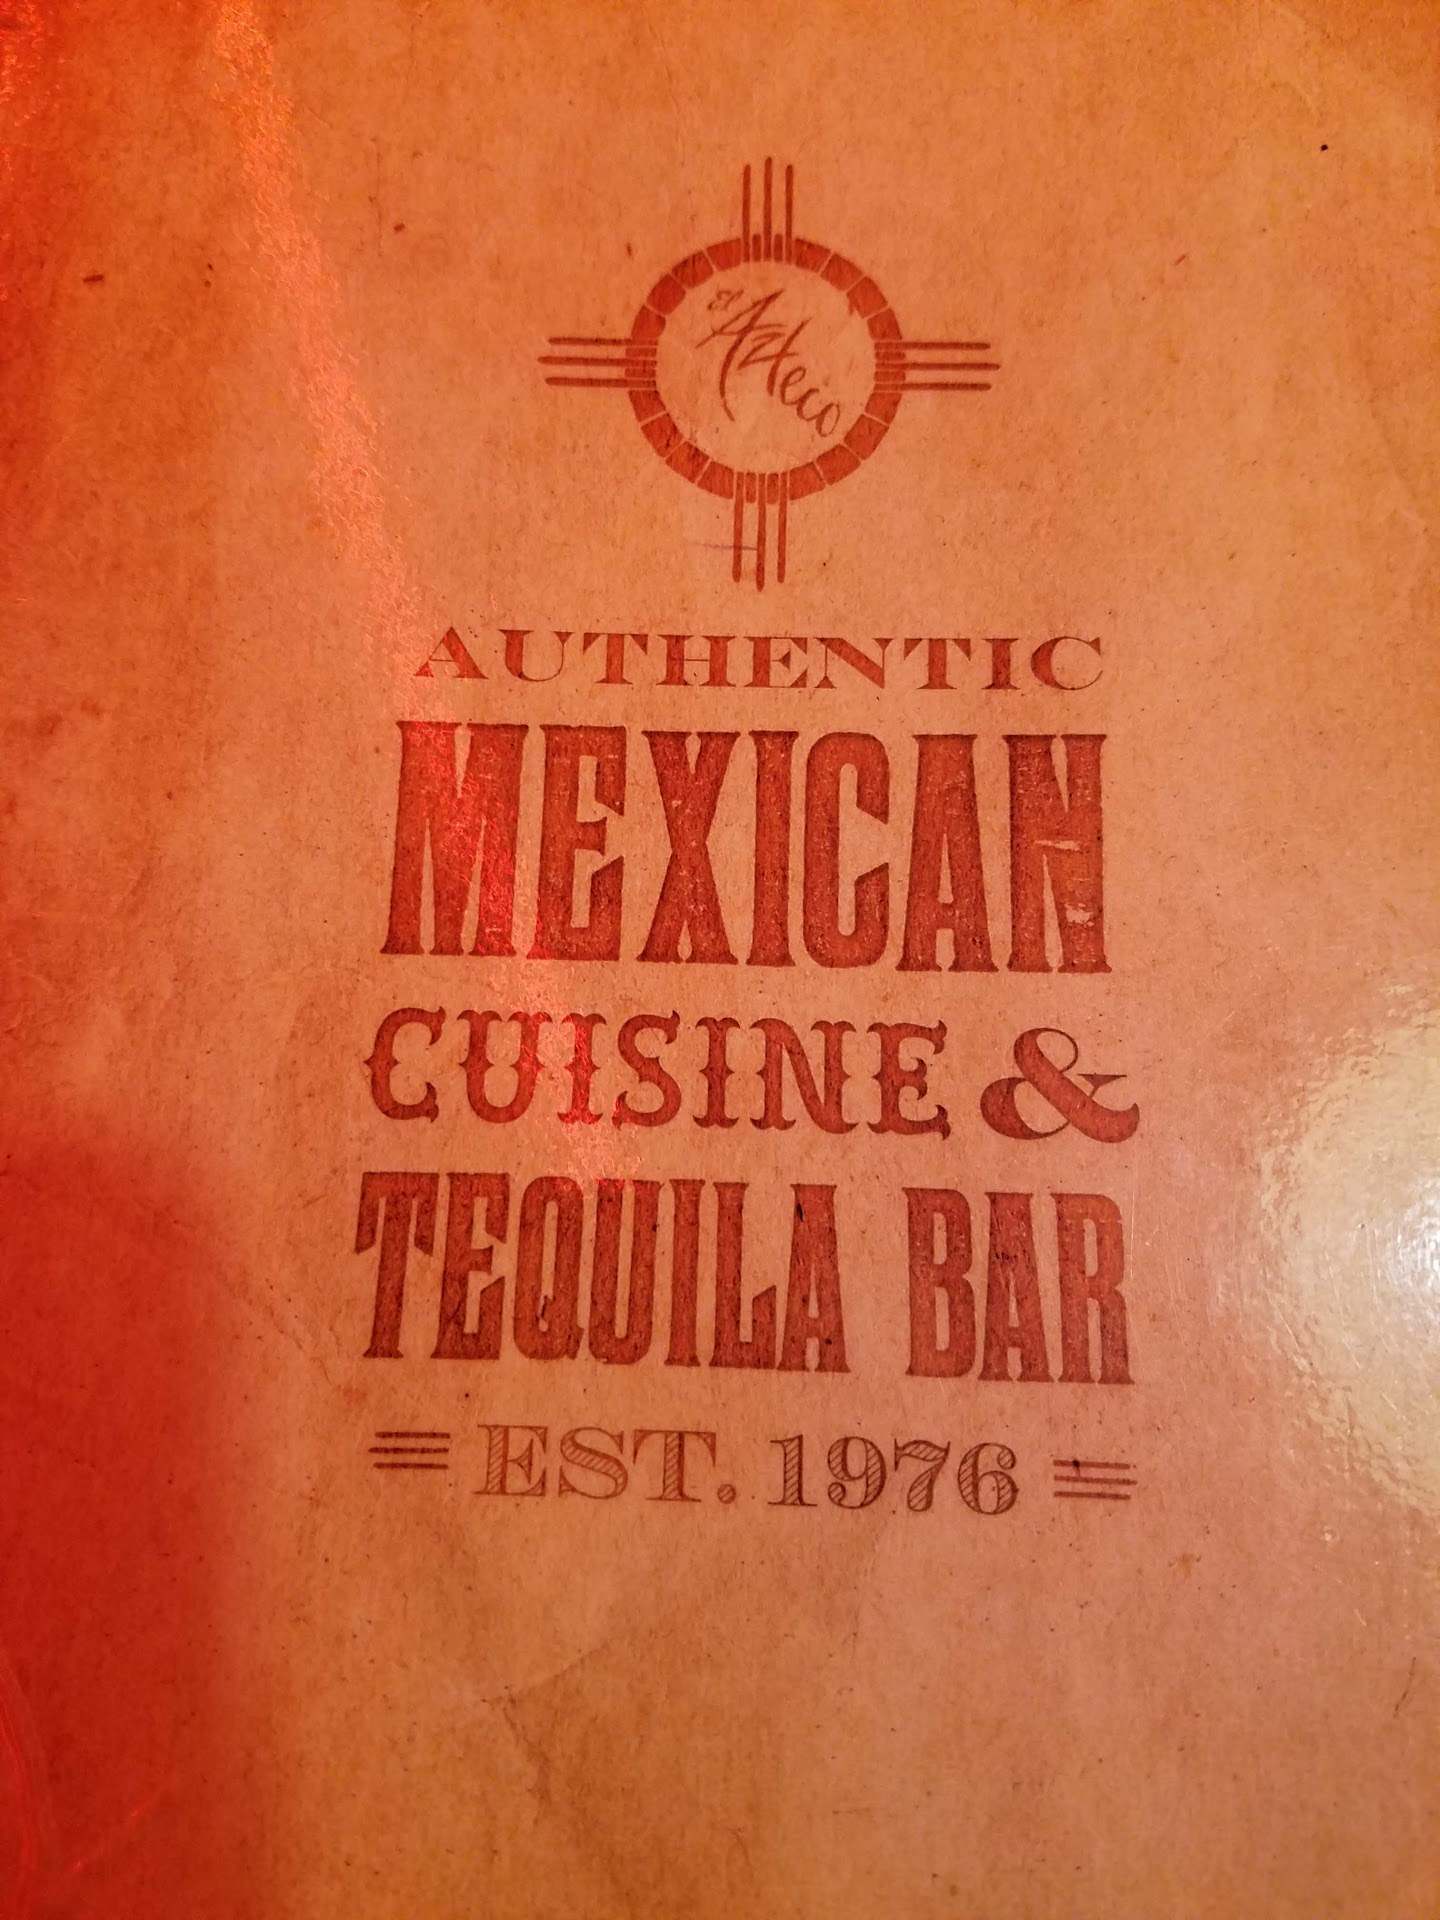 El
Azteco
AUTHENTIC
MEXICAN
CUISINE &
TEQUILA BAR
EST. 1976